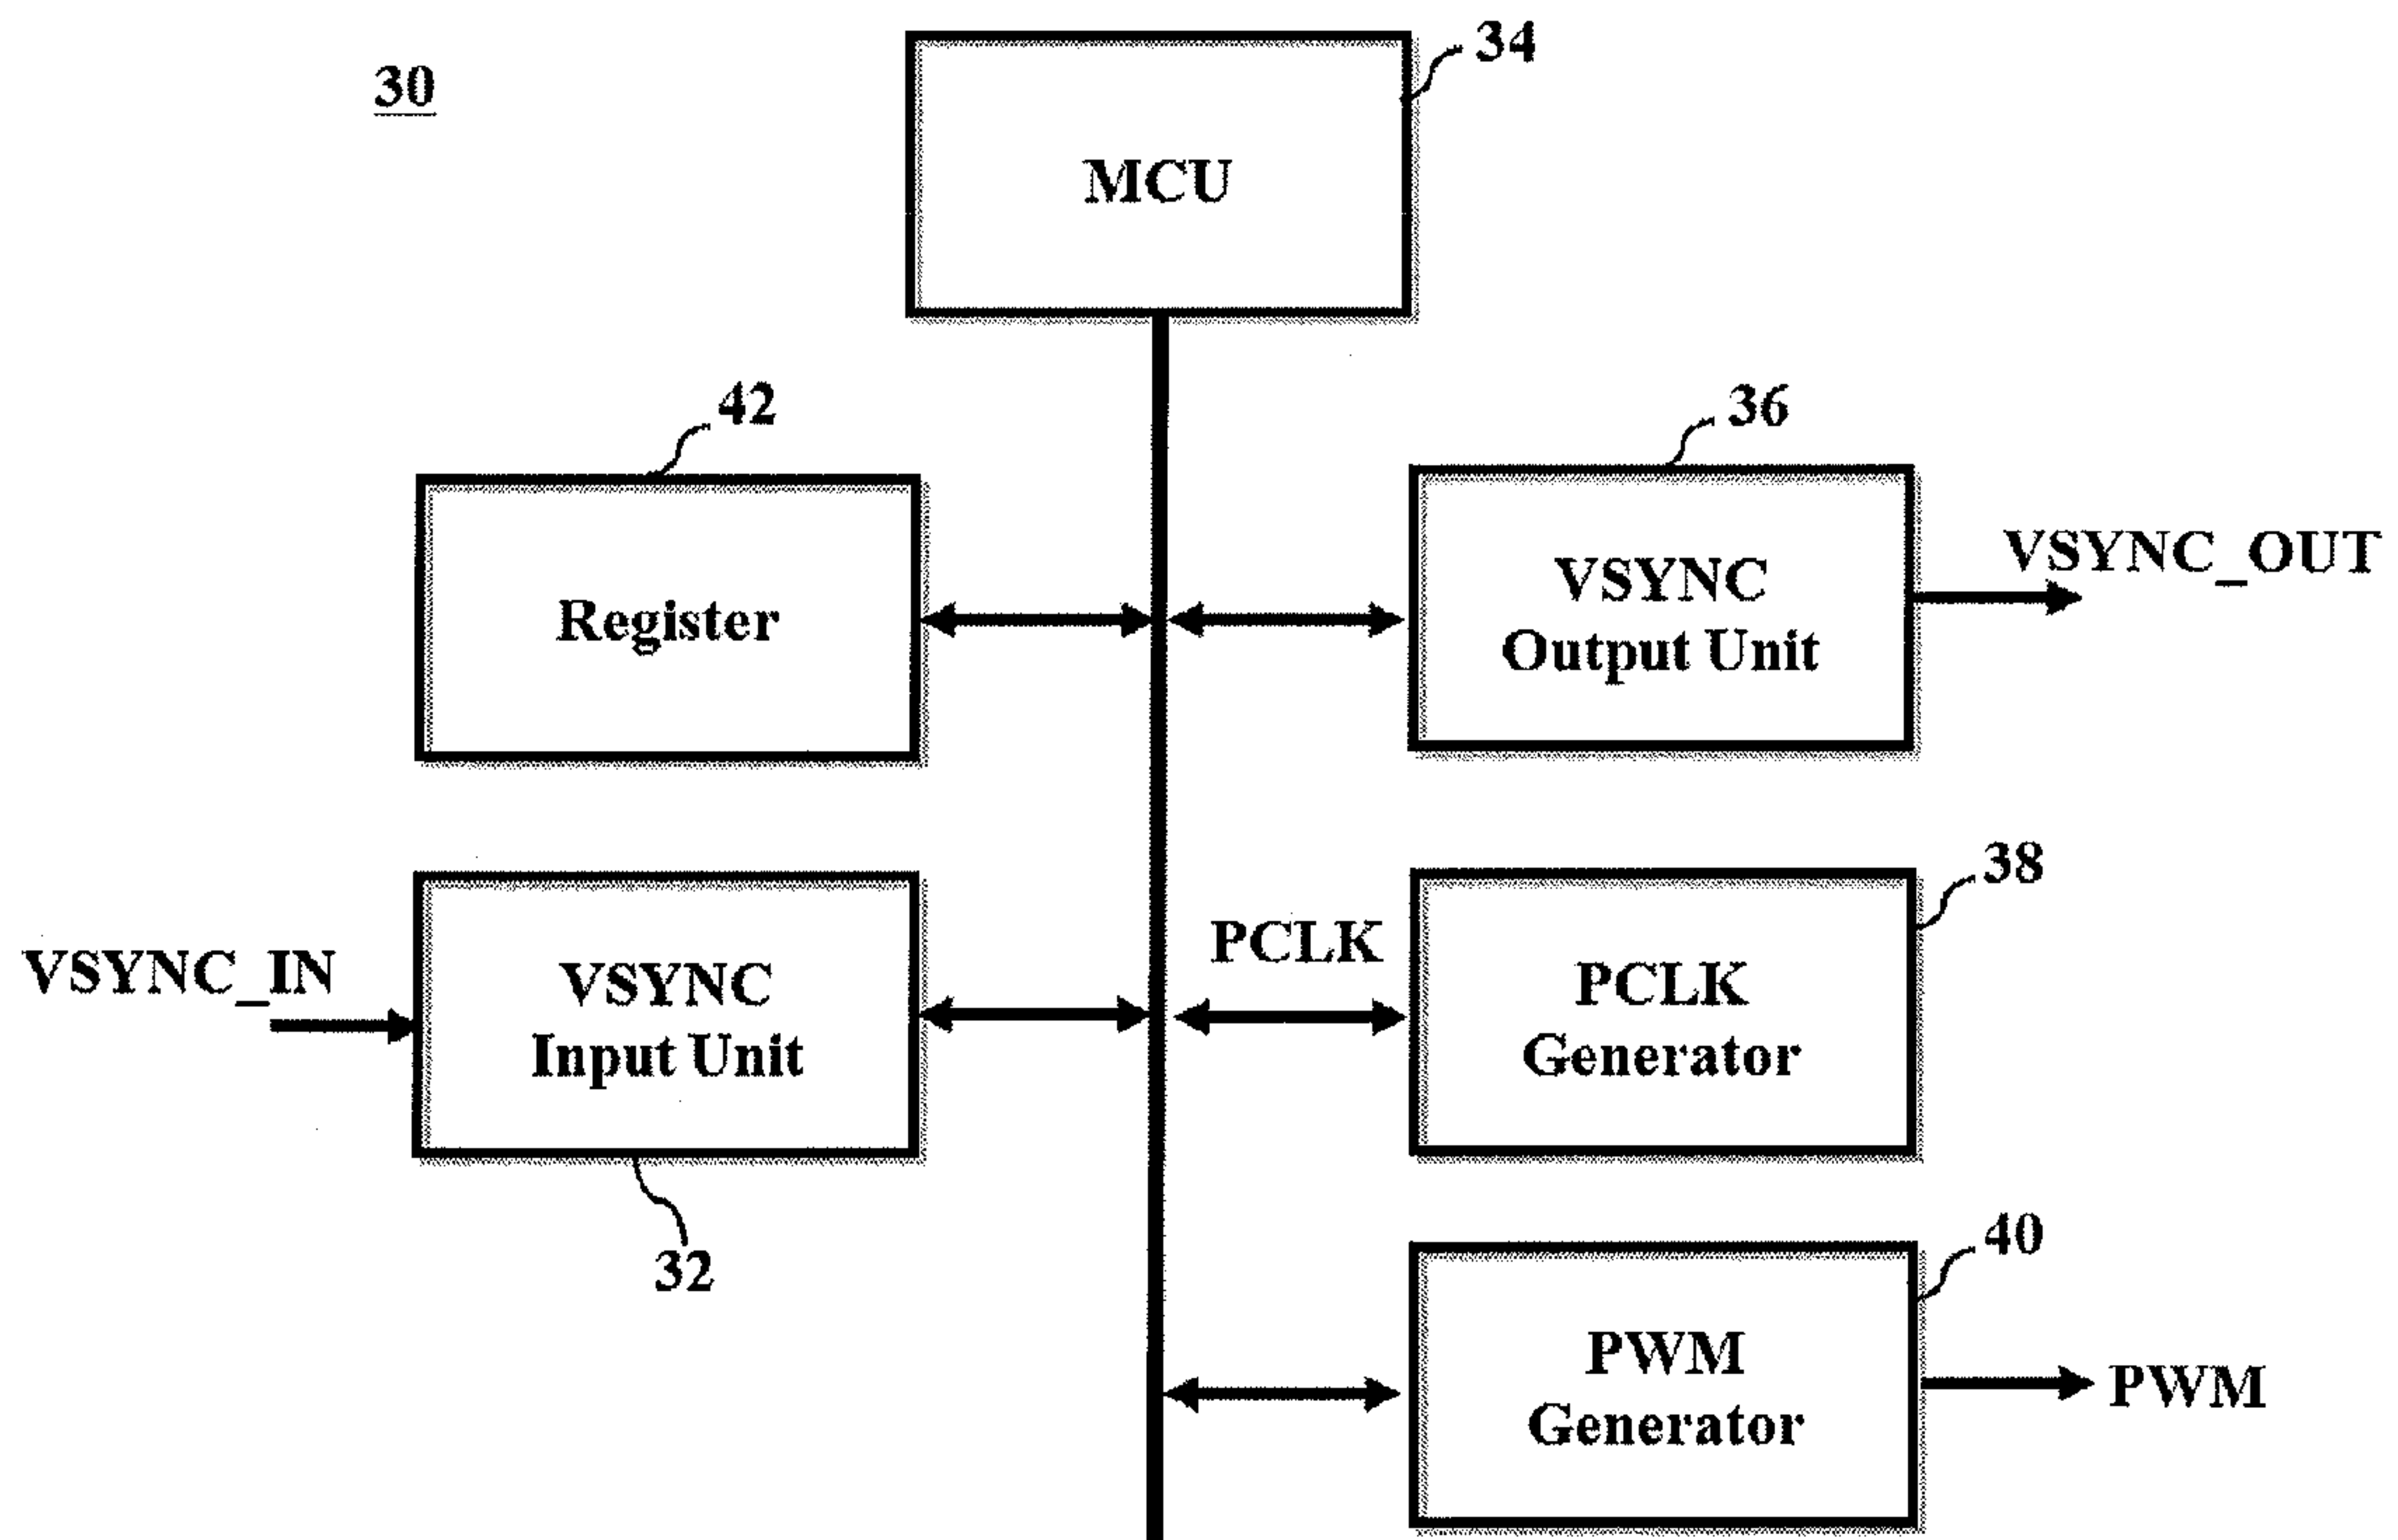 30
34
MCU
42
36
Register
VSYNC
Output Unit
VSYNC_OUT
38
VSYNC_IN
VSYNC
Input Unit
PCLK
PCLK
Generator
32
40
PWM
Generator
PWM